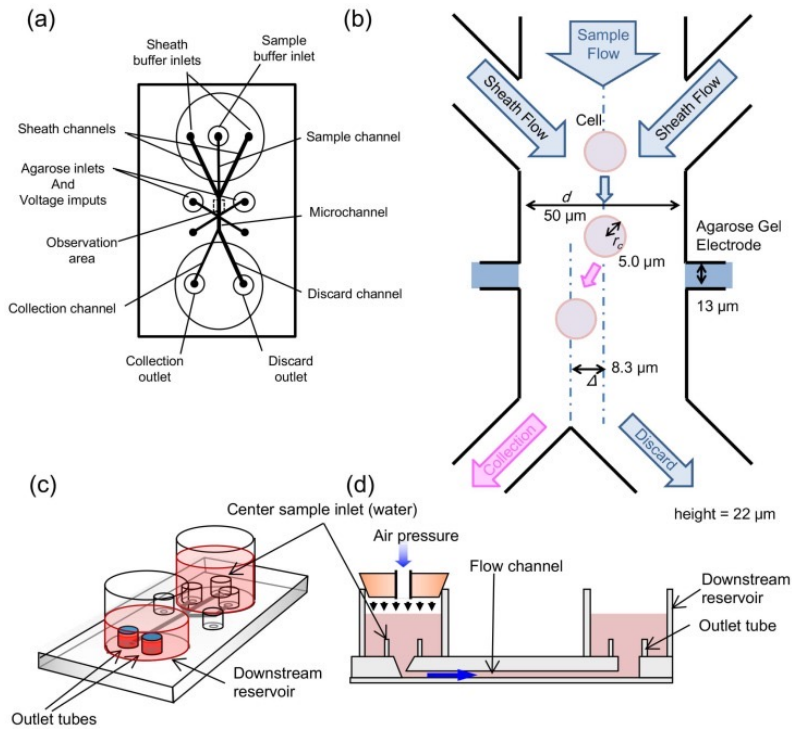 (a)
Sheath
buffer inlets
Sample
buffer inlet
Sheath channels
Sample channel
Agarose inlets
And
Voltage imputs
Microchannel
Observation
area
Collection channel
Discard channel
Collection
outlet
Discard
outlet
(b)
Sample
Flow
Sheath Flow
Sheath Flow
Cell
d
50 µm
Agarose Gel
Electrode
r_c
5.0 µm
13 µm
8.3 µm
Δ
Collection
Discard
height = 22 µm
(c)
Center sample inlet (water)
Downstream
reservoir
Outlet tubes
(d)
Air pressure
Flow channel
Downstream
reservoir
Outlet tube